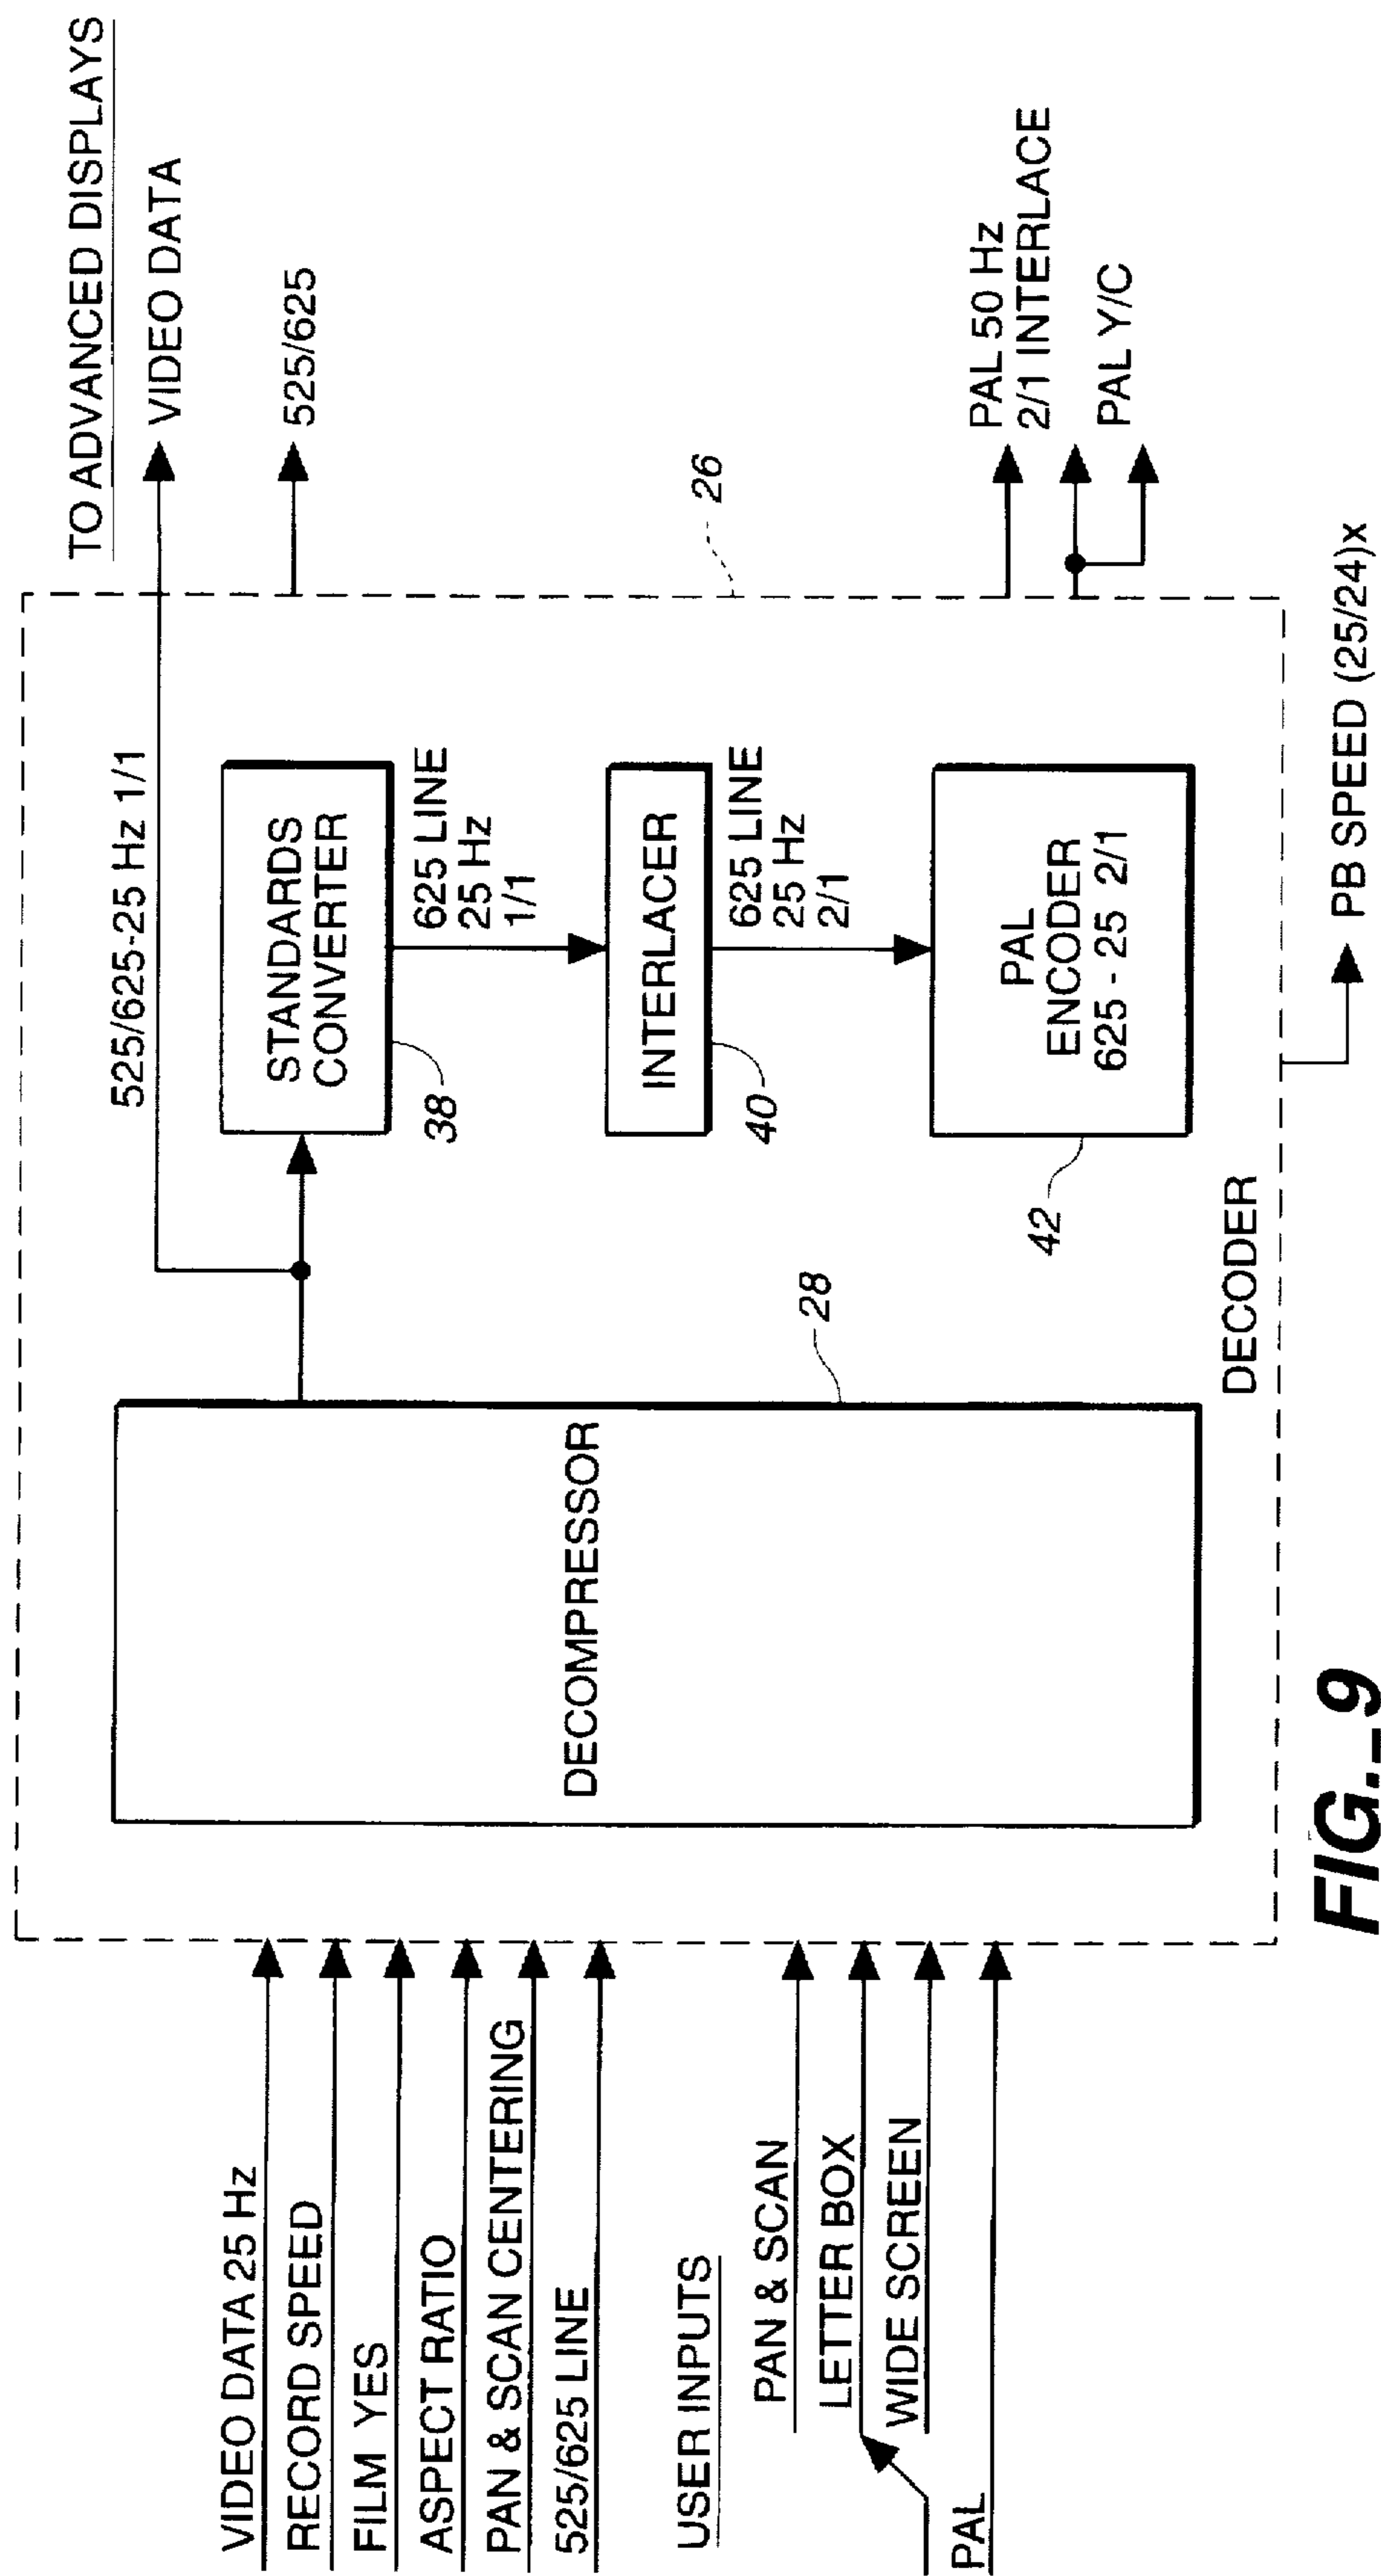 TO ADVANCED DISPLAYS
VIDEO DATA
525/625-25 Hz 1/1
525/625
VIDEO DATA 25 Hz
RECORD SPEED
FILM YES
ASPECT RATIO
PAN & SCAN CENTERING
525/625 LINE
USER INPUTS
PAN & SCAN
LETTER BOX
WIDE SCREEN
PAL
DECOMPRESSOR
28
STANDARDS
CONVERTER
38
625 LINE
25 Hz
1/1
INTERLACER
40
625 LINE
25 Hz
2/1
PAL
ENCODER
625 - 25 2/1
42
26
PAL 50 Hz
2/1 INTERLACE
PAL Y/C
DECODER
PB SPEED (25/24)x
FIG._9